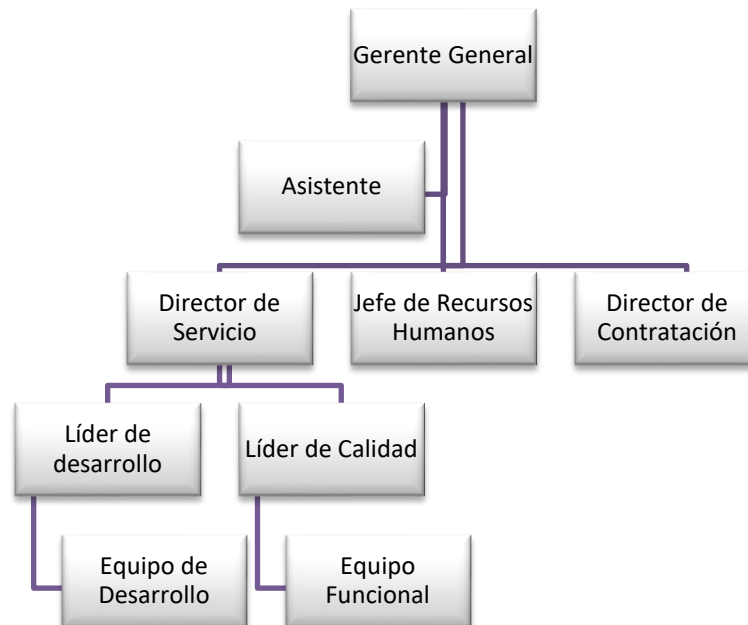 Gerente General
Asistente
Director de
Servicio
Jefe de Recursos
Humanos
Director de
Contratación
Líder de
desarrollo
Líder de Calidad
Equipo de
Desarrollo
Equipo
Funcional